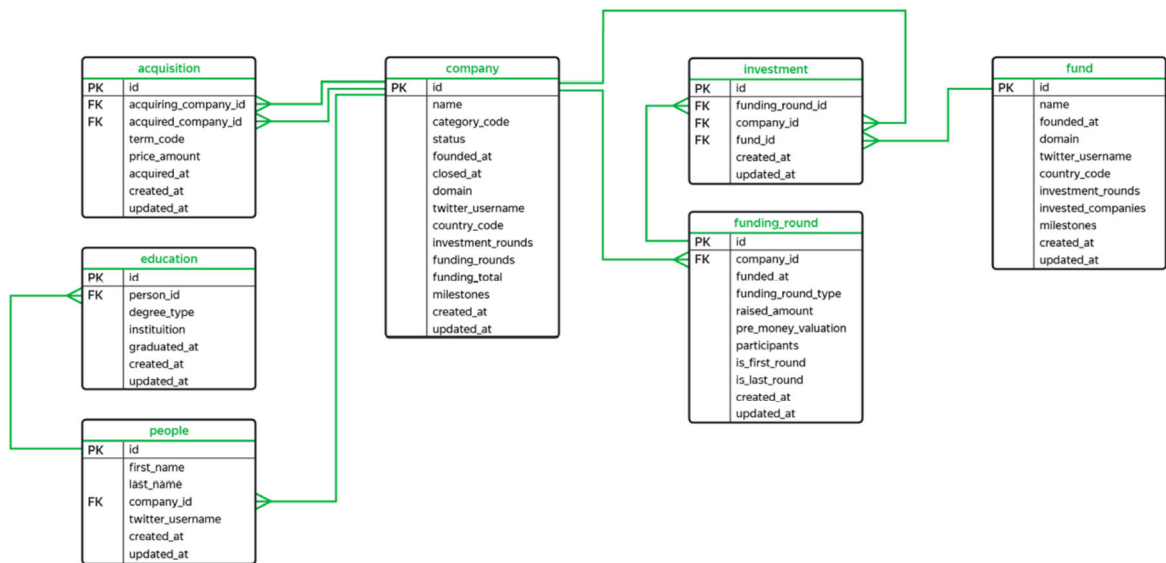 acquisition
PK id
FK acquiring_company_id
FK acquired_company_id
term_code
price_amount
acquired_at
created_at
updated_at
education
PK id
FK person_id
degree_type
instituition
graduated_at
created_at
updated_at
people
PK id
first_name
last_name
FK company_id
twitter_username
created_at
updated_at
company
PK id
name
category_code
status
founded_at
closed_at
domain
twitter_username
country_code
investment_rounds
funding_rounds
funding_total
milestones
created_at
updated_at
investment
PK id
FK funding_round_id
FK company_id
FK fund_id
created_at
updated_at
funding_round
PK id
FK company_id
funded_at
funding_round_type
raised_amount
pre_money_valuation
participants
is_first_round
is_last_round
created_at
updated_at
fund
PK id
name
founded_at
domain
twitter_username
country_code
investment_rounds
invested_companies
milestones
created_at
updated_at